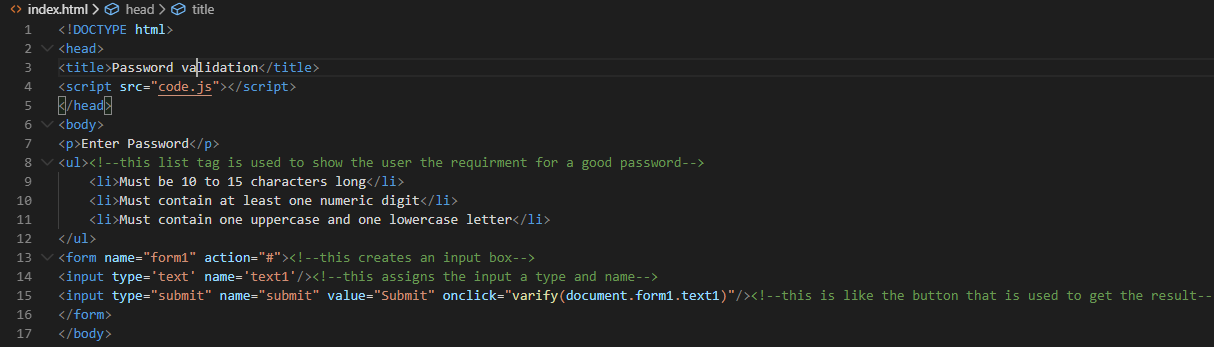 index.html > head > title
1 <!DOCTYPE html>
2 <head>
3 <title>Password validation</title>
4 <script src="code.js"></script>
5 </head>
6 <body>
7 <p>Enter Password</p>
8 <ul><!--this list tag is used to show the user the requirment for a good password-->
9 <li>Must be 10 to 15 characters long</li>
10 <li>Must contain at least one numeric digit</li>
11 <li>Must contain one uppercase and one lowercase letter</li>
12 </ul>
13 <form name="form1" action="#"><!--this creates an input box-->
14 <input type='text' name='text1'/><!--this assigns the input a type and name-->
15 <input type="submit" name="submit" value="Submit" onclick="varify(document.form1.text1)"/><!--this is like the button that is used to get the result--
16 </form>
17 </body>